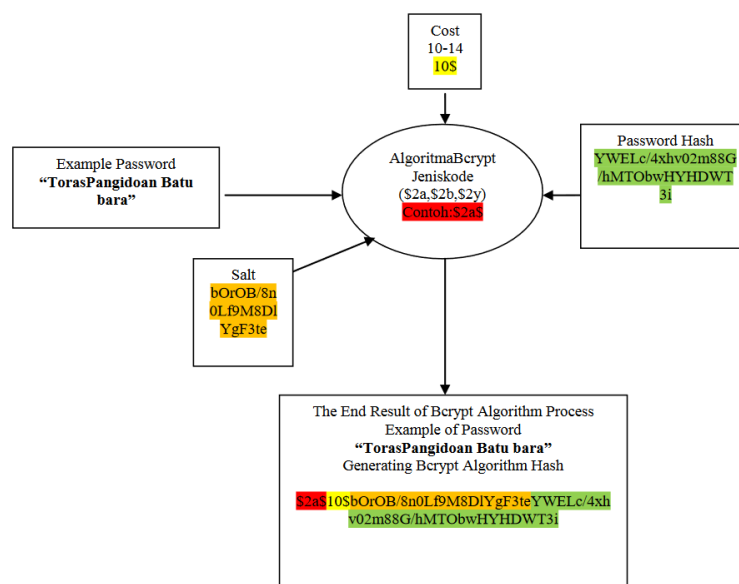 Cost
10-14
10$
Example Password
“TorasPangidoan Batu
bara”
AlgoritmaBcrypt
Jeniskode
($2a,$2b,$2y)
Contoh:$2a$
Password Hash
YWELc/4xhv02m88G
/hMTObwHYHDWT
3i
Salt
bOrOB/8n
0Lf9M8Dl
YgF3te
The End Result of Bcrypt Algorithm Process
Example of Password
“TorasPangidoan Batu bara”
Generating Bcrypt Algorithm Hash
$2a$10$bOrOB/8n0Lf9M8DlYgF3teYWELc/4xh
v02m88G/hMTObwHYHDWT3i